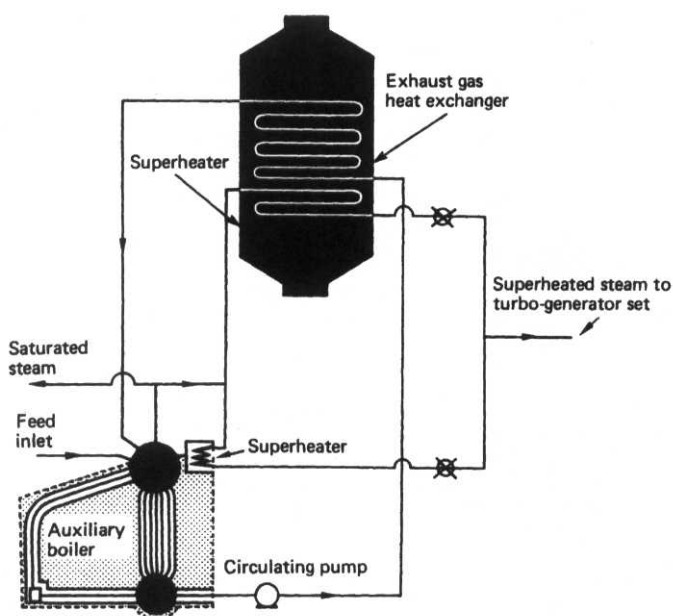 Exhaust gas
heat exchanger
Superheater
Superheated steam to
turbo-generator set
Saturated
steam
Feed
inlet
Superheater
Auxiliary
boiler
Circulating pump